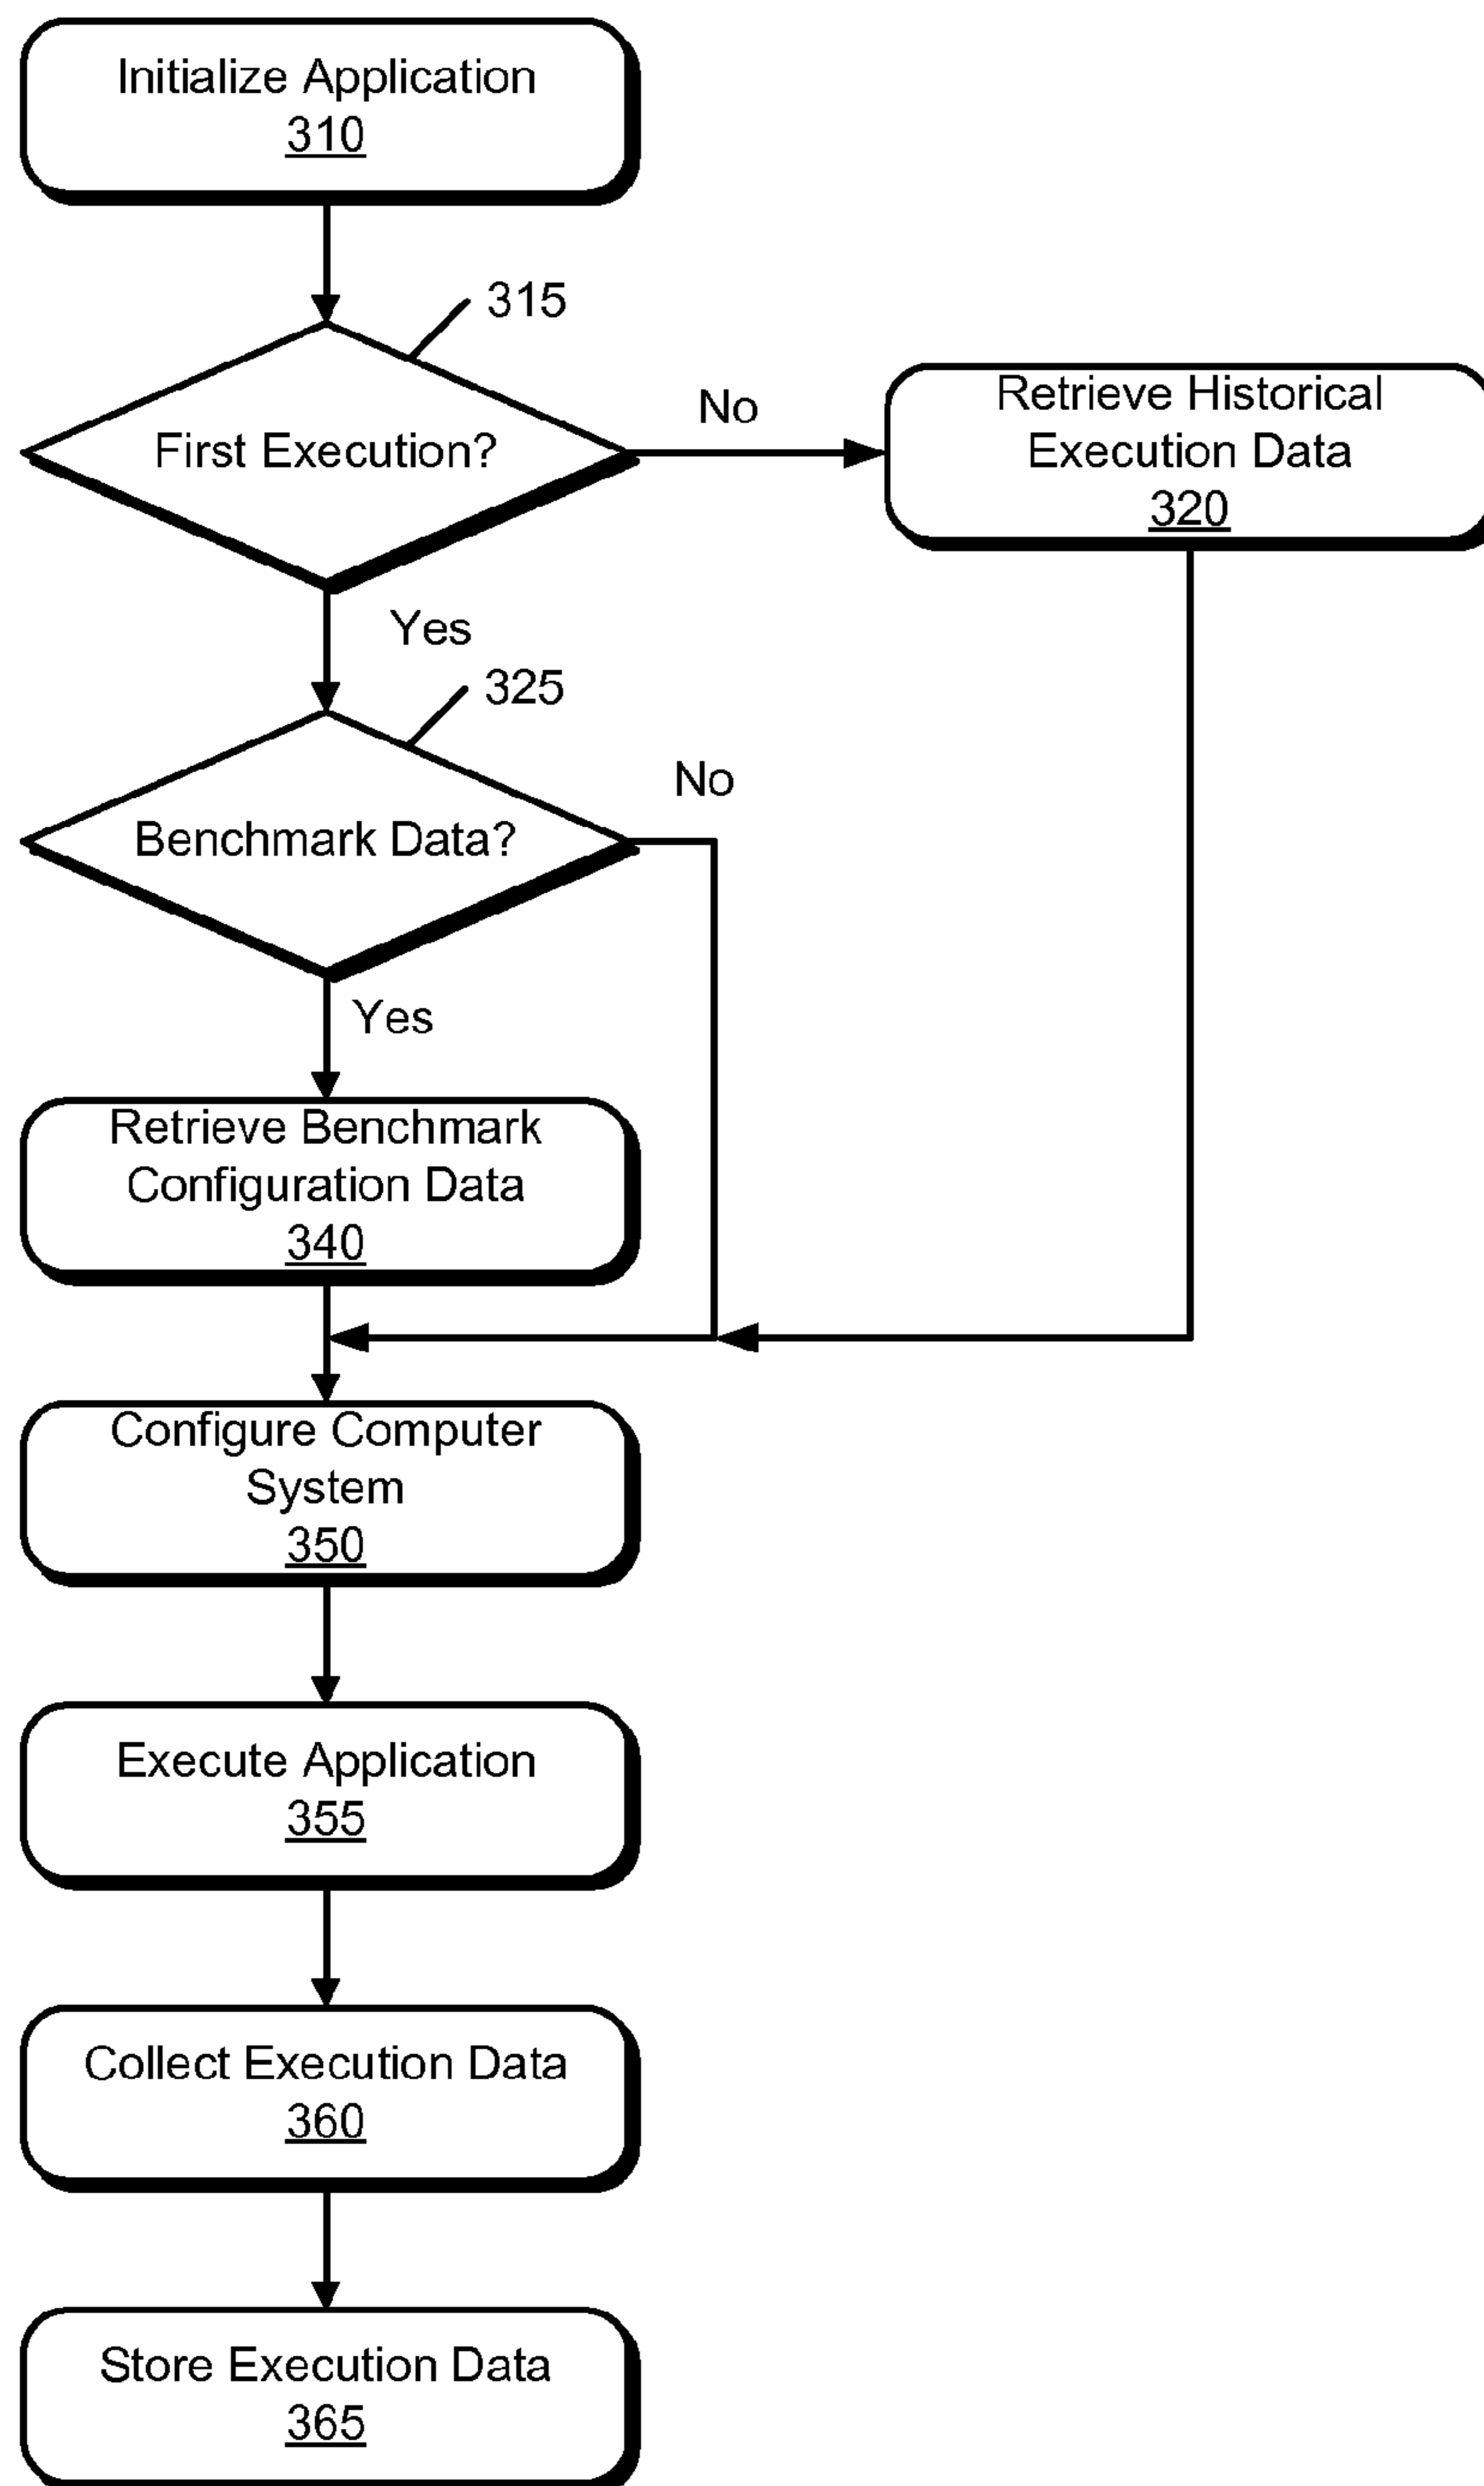 Initialize Application
310
315
First Execution?
No
Retrieve Historical
Execution Data
320
Yes
325
Benchmark Data?
No
Yes
Retrieve Benchmark
Configuration Data
340
Configure Computer
System
350
Execute Application
355
Collect Execution Data
360
Store Execution Data
365